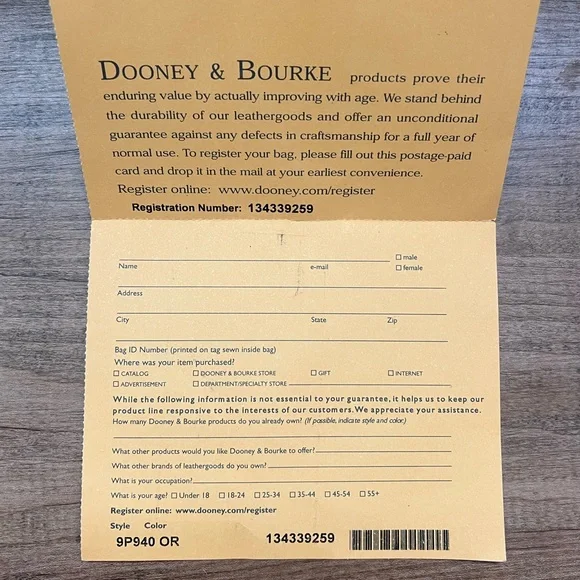 DOONEY & BOURKE products prove their
enduring value by actually improving with age. We stand behind
the durability of our leathergoods and offer an unconditional
guarantee against any defects in craftsmanship for a full year of
normal use. To register your bag, please fill out this postage-paid
card and drop it in the mail at your earliest convenience.
Register online: www.dooney.com/register
Registration Number: 134339259
☐ male
Name e-mail ☐ female
Address
City State Zip
Bag ID Number (printed on tag sewn inside bag)
Where was your item purchased?
☐ CATALOG ☐ DOONEY & BOURKE STORE ☐ GIFT ☐ INTERNET
☐ ADVERTISEMENT ☐ DEPARTMENT/SPECIALTY STORE
While the following information is not essential to your guarantee, it helps us to keep our
product line responsive to the interests of our customers. We appreciate your assistance.
How many Dooney & Bourke products do you already own? (If possible, indicate style and color)
What other products would you like Dooney & Bourke to offer?
What other brands of leathergoods do you own?
What is your occupation?
What is your age? ☐ Under 18 ☐ 18-24 ☐ 25-34 ☐ 35-44 ☐ 45-54 ☐ 55+
Register online: www.dooney.com/register
Style Color
9P940 OR 134339259